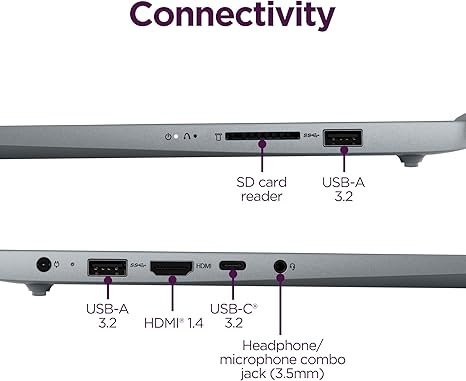 Connectivity
SD card
reader
USB-A
3.2
HDMI
USB-A
3.2
HDMI® 1.4
USB-C®
3.2
Headphone/
microphone combo
jack (3.5mm)